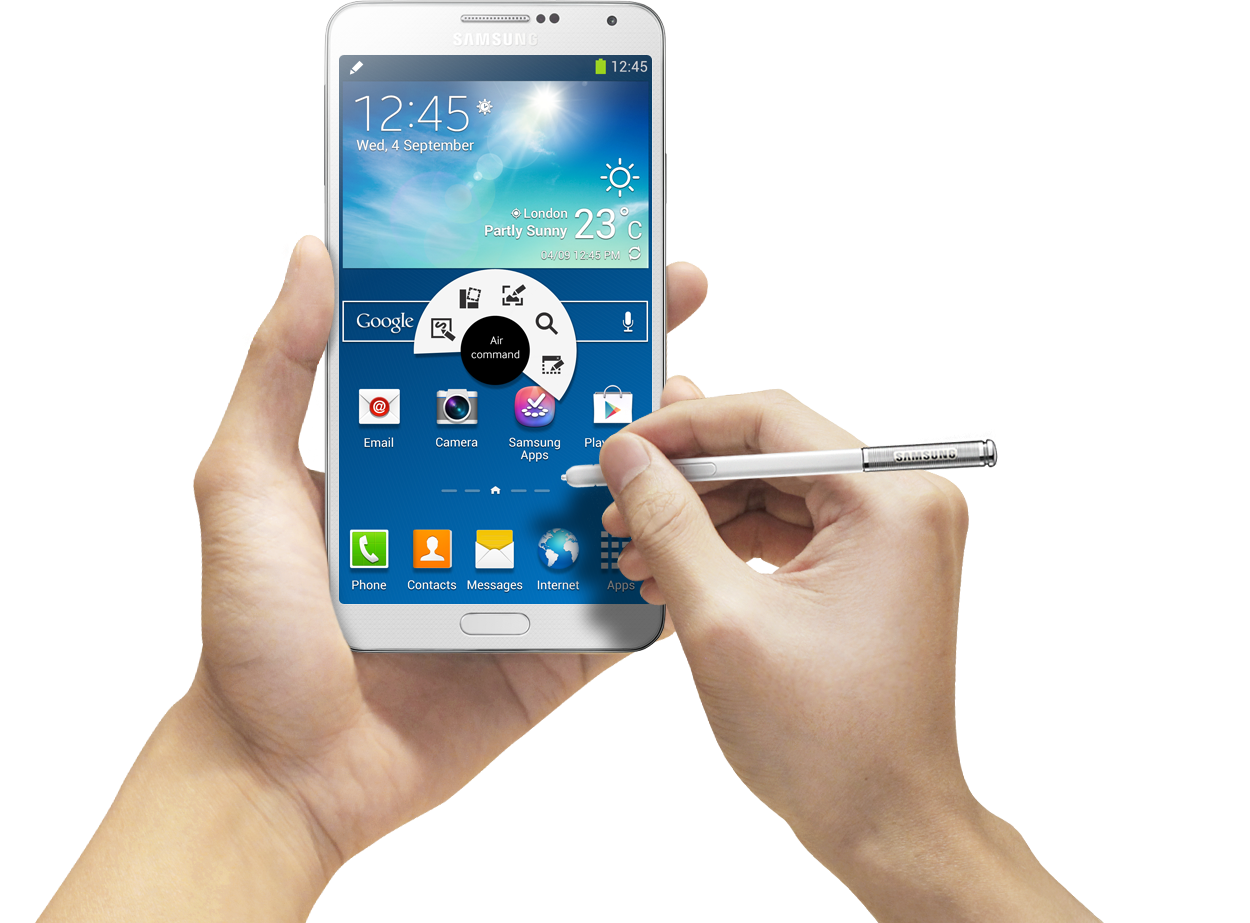 SAMSUNG
12:45
12:45
Wed, 4 September
London
Partly Sunny 23°C
04/09 12:45 PM
Google
Air
command
Email
Camera
Samsung
Apps
Play
Phone
Contacts
Messages
Internet
Apps
SAMSUNG